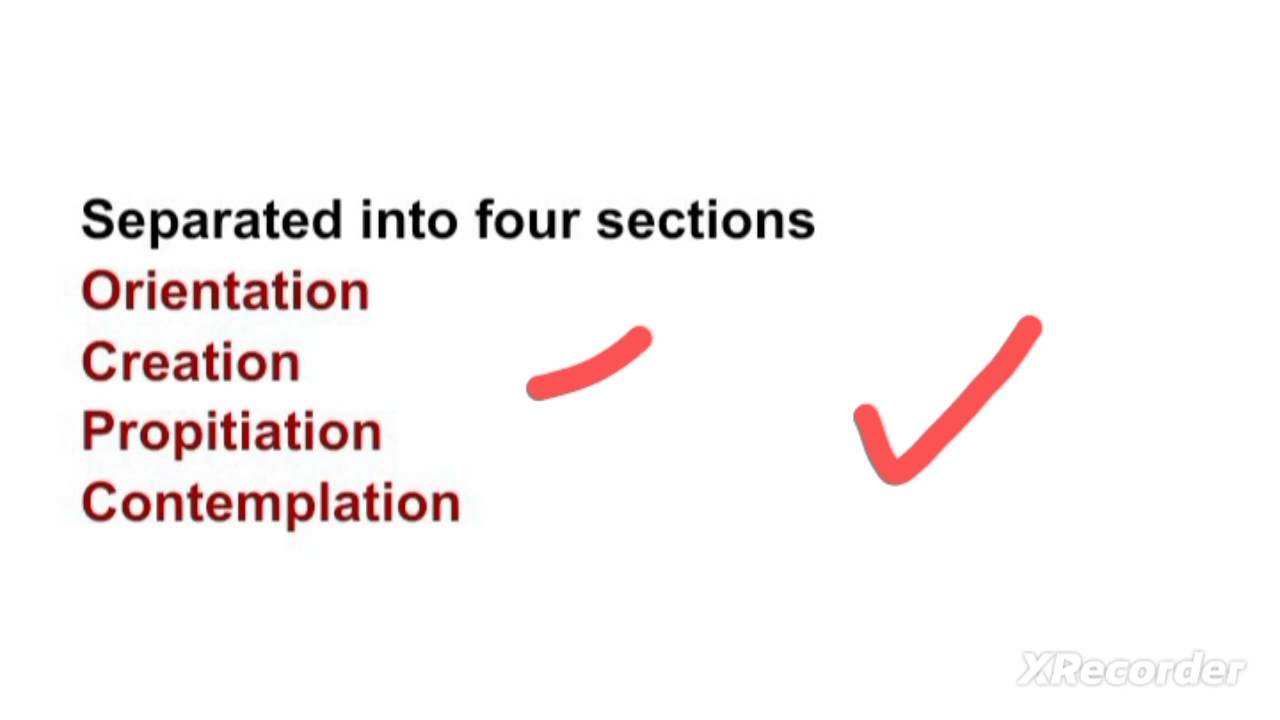 Separated into four sections
Orientation
Creation
Propitiation
Contemplation
XRecorder